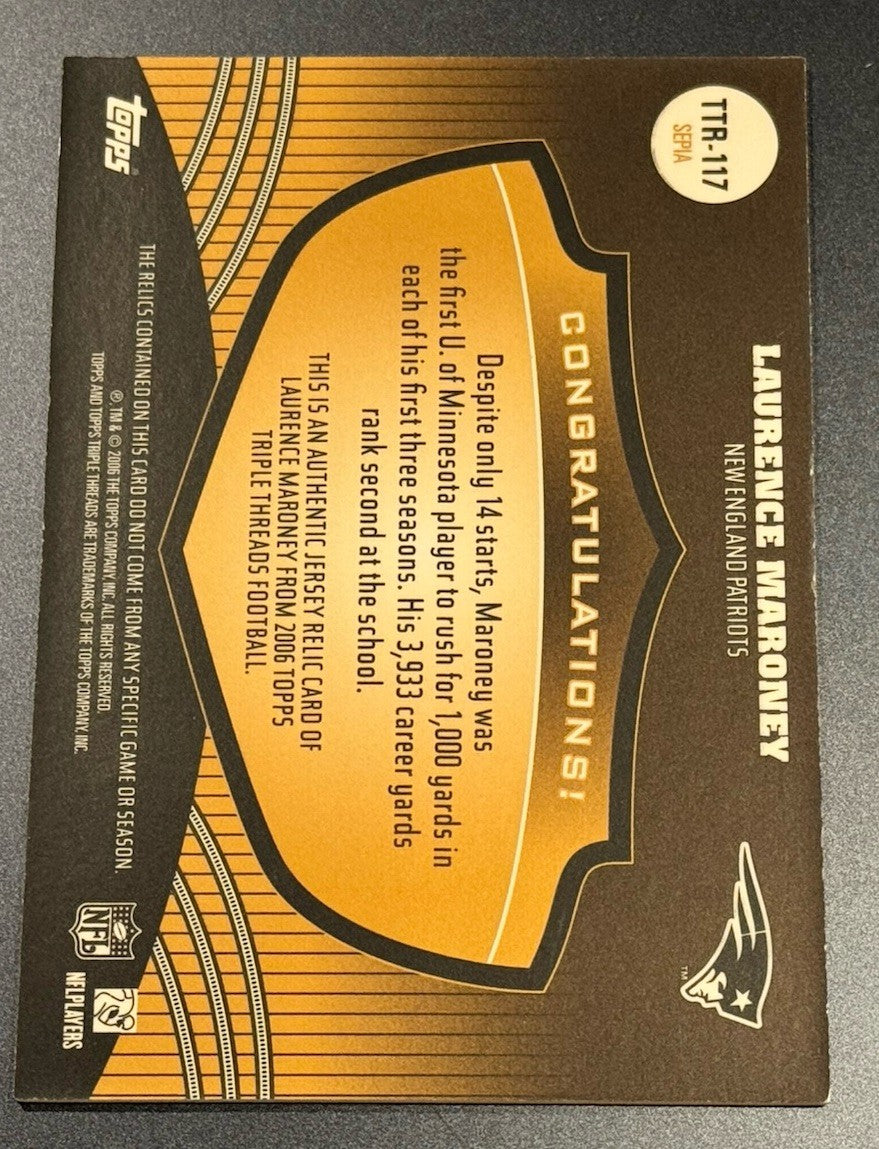 TTR-117
SEPIA
LAURENCE MARONEY
NEW ENGLAND PATRIOTS
TM
CONGRATULATIONS!
Despite only 14 starts, Maroney was
the first U. of Minnesota player to rush for 1,000 yards in
each of his first three seasons. His 3,933 career yards
rank second at the school.
THIS IS AN AUTHENTIC JERSEY RELIC CARD OF
LAURENCE MARONEY FROM 2006 TOPPS
TRIPLE THREADS FOOTBALL.
topps®
THE RELICS CONTAINED ON THIS CARD DO NOT COME FROM ANY SPECIFIC GAME OR SEASON.
®, TM & © 2006 THE TOPPS COMPANY, INC. ALL RIGHTS RESERVED.
TOPPS AND TOPPS TRIPLE THREADS ARE TRADEMARKS OF THE TOPPS COMPANY, INC.
NFL
NFLPLAYERS